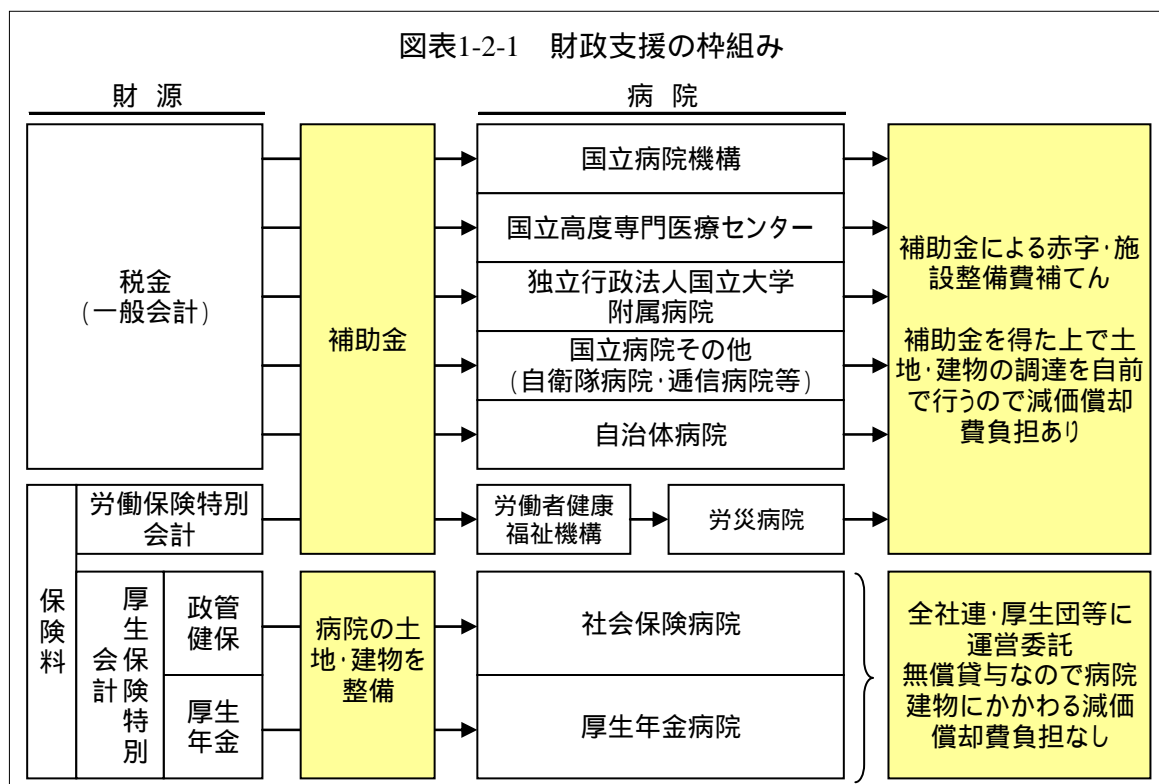 図表1-2-1　財政支援の枠組み
財 源
病 院
税金
(一般会計)
補助金
国立病院機構
国立高度専門医療センター
独立行政法人国立大学
附属病院
国立病院その他
(自衛隊病院・逓信病院等)
自治体病院
補助金による赤字・施
設整備費補てん
補助金を得た上で土
地・建物の調達を自前
で行うので減価償却
費負担あり
保険料
労働保険特別
会計
労働者健康
福祉機構
労災病院
厚生保険特別
会計
政管
健保
厚生
年金
病院の土
地・建物を
整備
社会保険病院
厚生年金病院
全社連・厚生団等に
運営委託
無償貸与なので病院
建物にかかわる減価
償却費負担なし